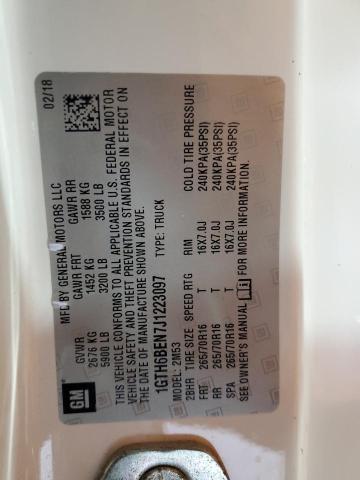 GM
MFD BY GENERAL MOTORS LLC
02/18
GVWR GAWR FRT GAWR RR
2676 KG 1452 KG 1588 KG
5900 LB 3200 LB 3500 LB
THIS VEHICLE CONFORMS TO ALL APPLICABLE U.S. FEDERAL MOTOR
VEHICLE SAFETY AND THEFT PREVENTION STANDARDS IN EFFECT ON
THE DATE OF MANUFACTURE SHOWN ABOVE.
1GTH6BEN7J1223097 TYPE: TRUCK
MODEL: 2M53
2BHR TIRE SIZE SPEED RTG RIM COLD TIRE PRESSURE
FRT 265/70R16 T 16X7.0J 240KPA(35PSI)
RR 265/70R16 T 16X7.0J 240KPA(35PSI)
SPA 265/70R16 T 16X7.0J 240KPA(35PSI)
SEE OWNER'S MANUAL FOR MORE INFORMATION.